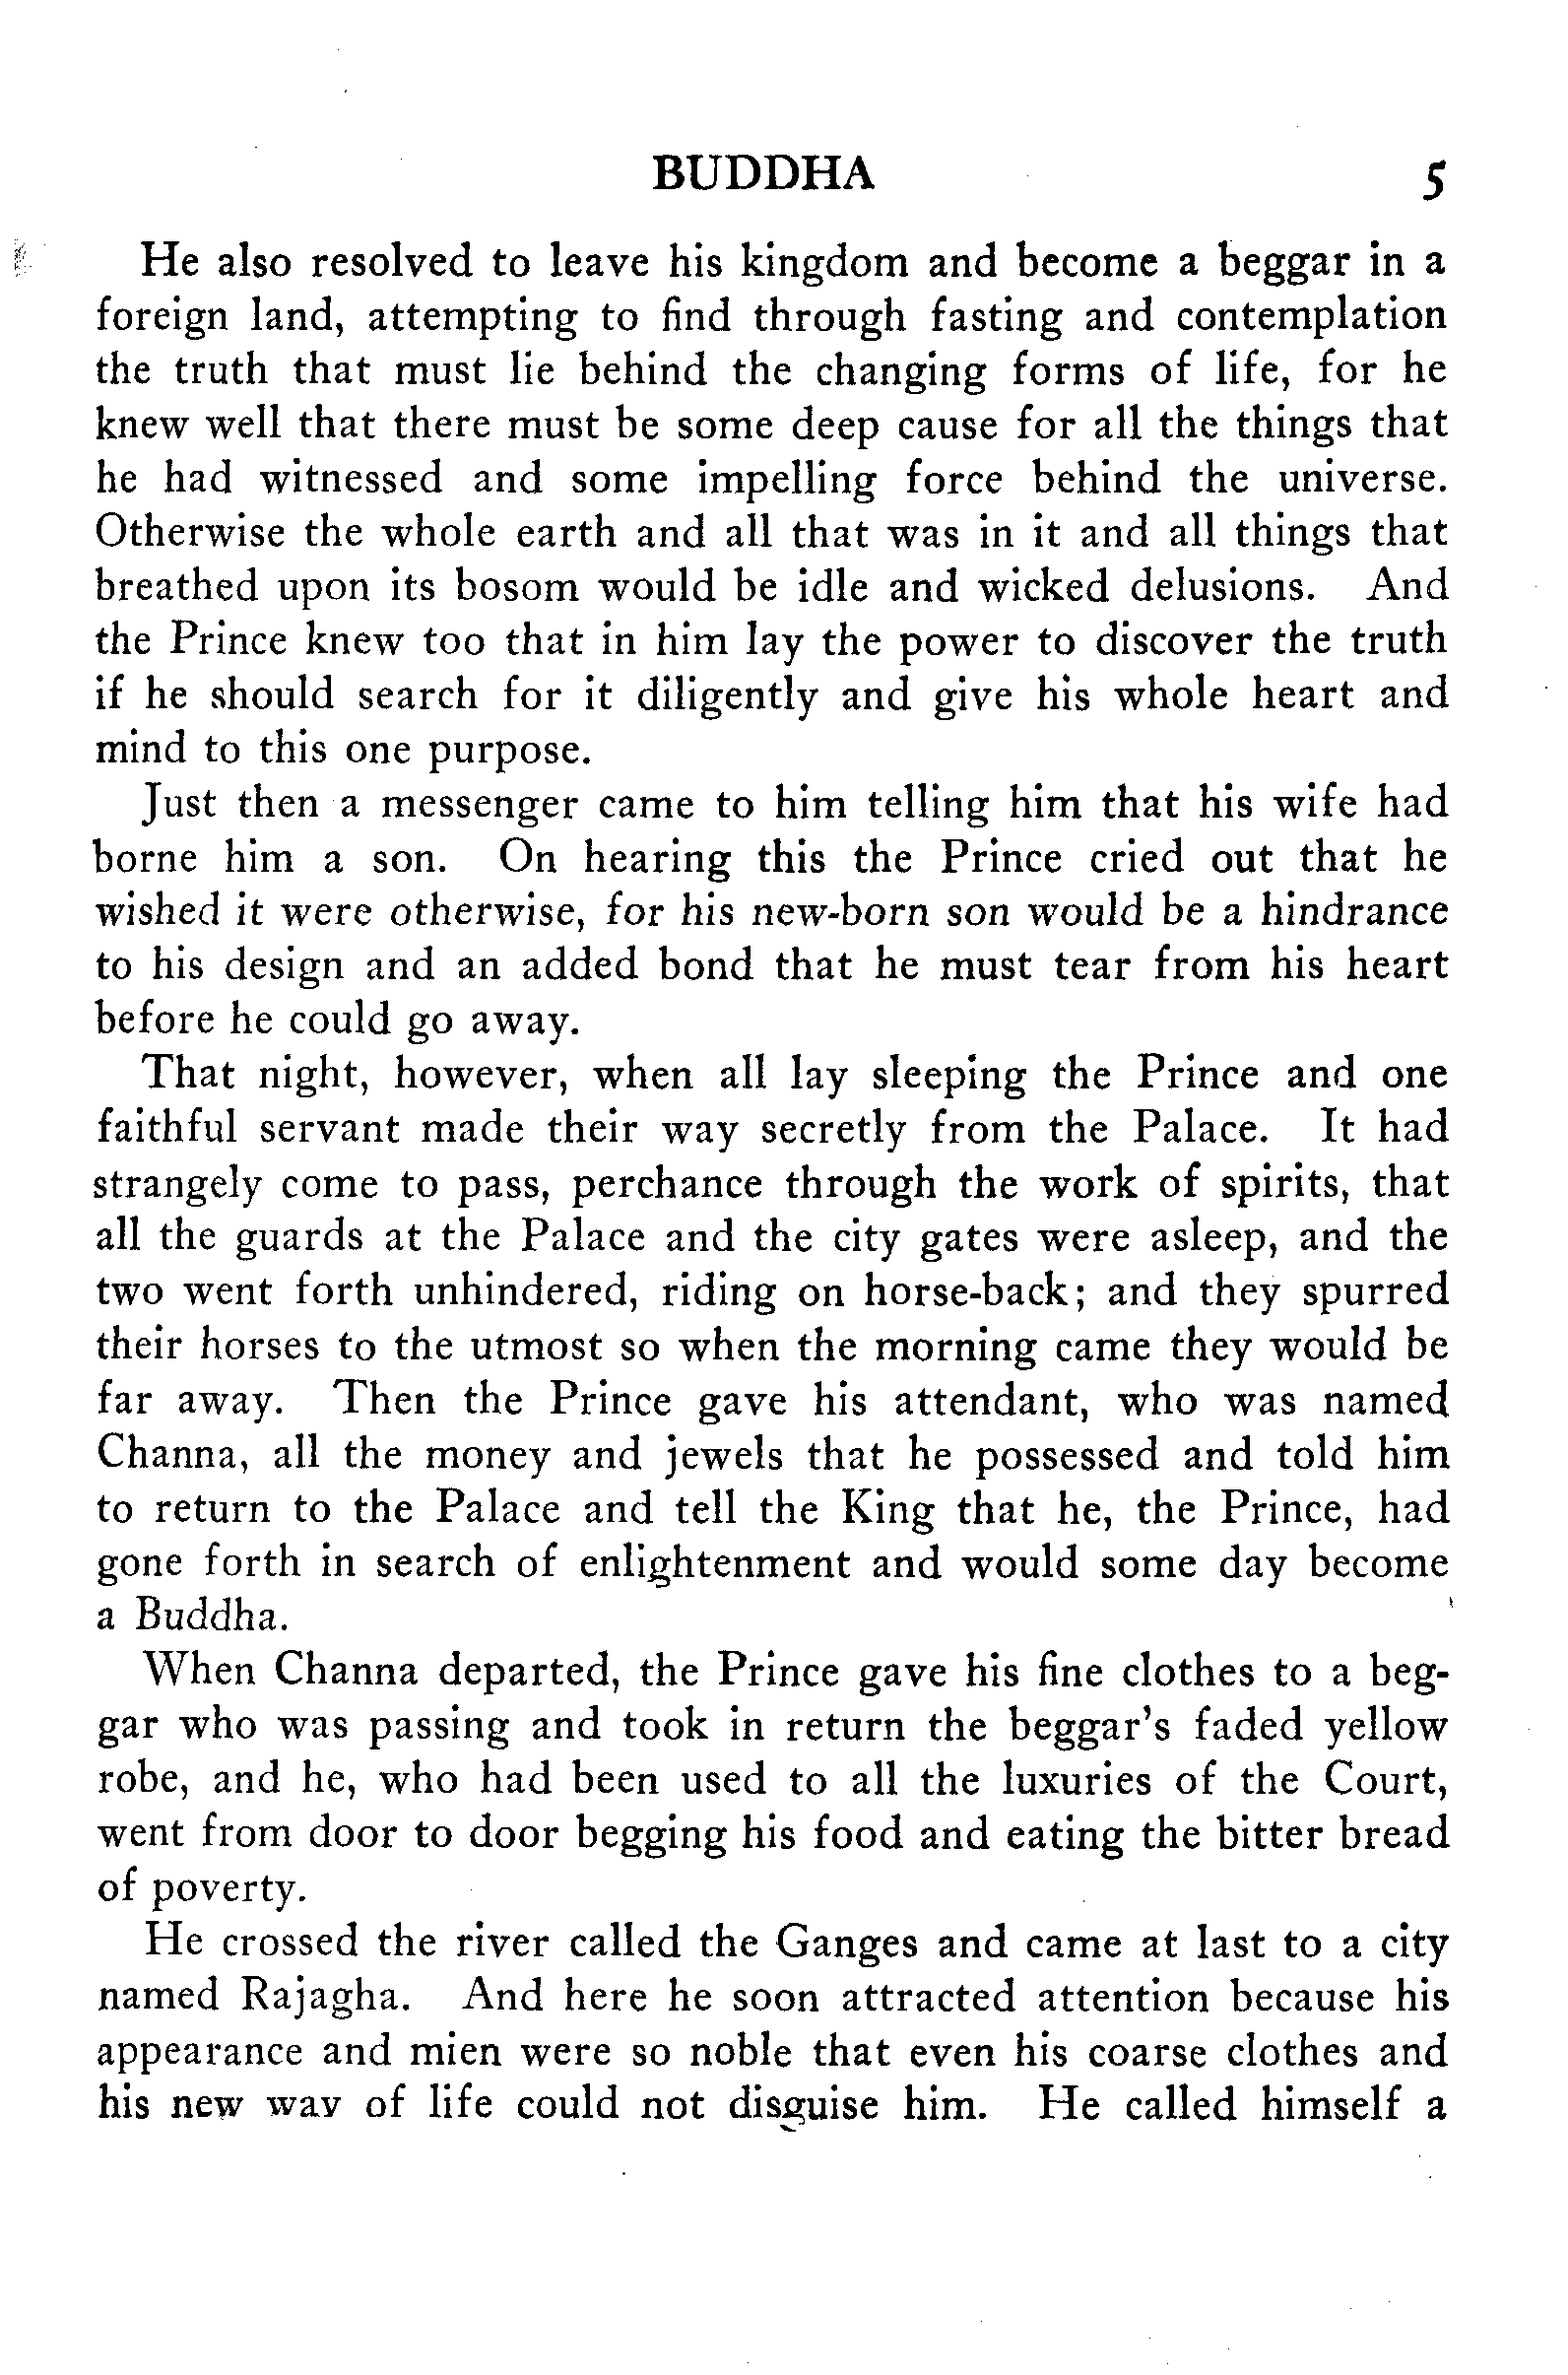 BUDDHA 5
He also resolved to leave his kingdom and become a beggar in a
foreign land, attempting to find through fasting and contemplation
the truth that must lie behind the changing forms of life, for he
knew well that there must be some deep cause for all the things that
he had witnessed and some impelling force behind the universe.
Otherwise the whole earth and all that was in it and all things that
breathed upon its bosom would be idle and wicked delusions. And
the Prince knew too that in him lay the power to discover the truth
if he should search for it diligently and give his whole heart and
mind to this one purpose.
Just then a messenger came to him telling him that his wife had
borne him a son. On hearing this the Prince cried out that he
wished it were otherwise, for his new-born son would be a hindrance
to his design and an added bond that he must tear from his heart
before he could go away.
That night, however, when all lay sleeping the Prince and one
faithful servant made their way secretly from the Palace. It had
strangely come to pass, perchance through the work of spirits, that
all the guards at the Palace and the city gates were asleep, and the
two went forth unhindered, riding on horse-back; and they spurred
their horses to the utmost so when the morning came they would be
far away. Then the Prince gave his attendant, who was named
Channa, all the money and jewels that he possessed and told him
to return to the Palace and tell the King that he, the Prince, had
gone forth in search of enlightenment and would some day become
a Buddha.
When Channa departed, the Prince gave his fine clothes to a beg-
gar who was passing and took in return the beggar's faded yellow
robe, and he, who had been used to all the luxuries of the Court,
went from door to door begging his food and eating the bitter bread
of poverty.
He crossed the river called the Ganges and came at last to a city
named Rajagha. And here he soon attracted attention because his
appearance and mien were so noble that even his coarse clothes and
his new way of life could not disguise him. He called himself a